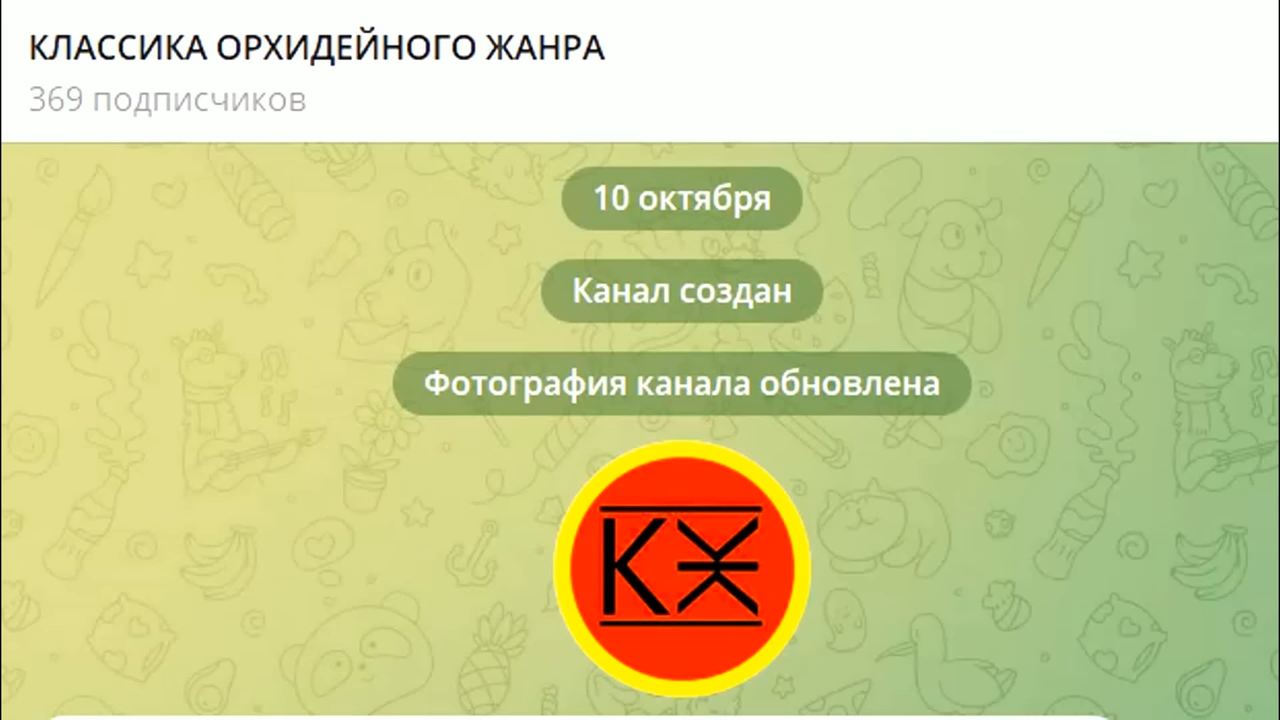 КЛАССИКА ОРХИДЕЙНОГО ЖАНРА
369 подписчиков
10 октября
Канал создан
Фотография канала обновлена
КЖ